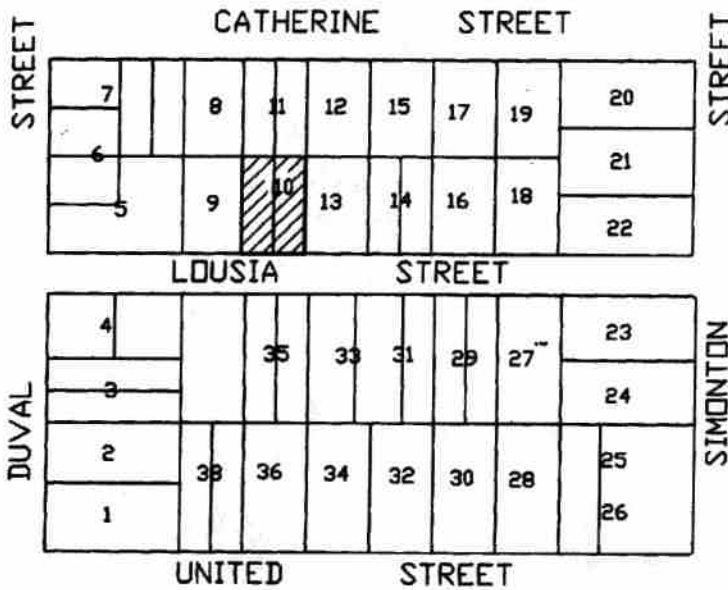 CATHERINE STREET
STREET
STREET
7 8 11 12 15 17 19 20
6 21
5 9 10 13 14 16 18 22
LOUSIA STREET
4 35 33 31 29 27 23
3 24
DUVAL
SIMONTON
2 38 36 34 32 30 28 25
1 26
UNITED STREET